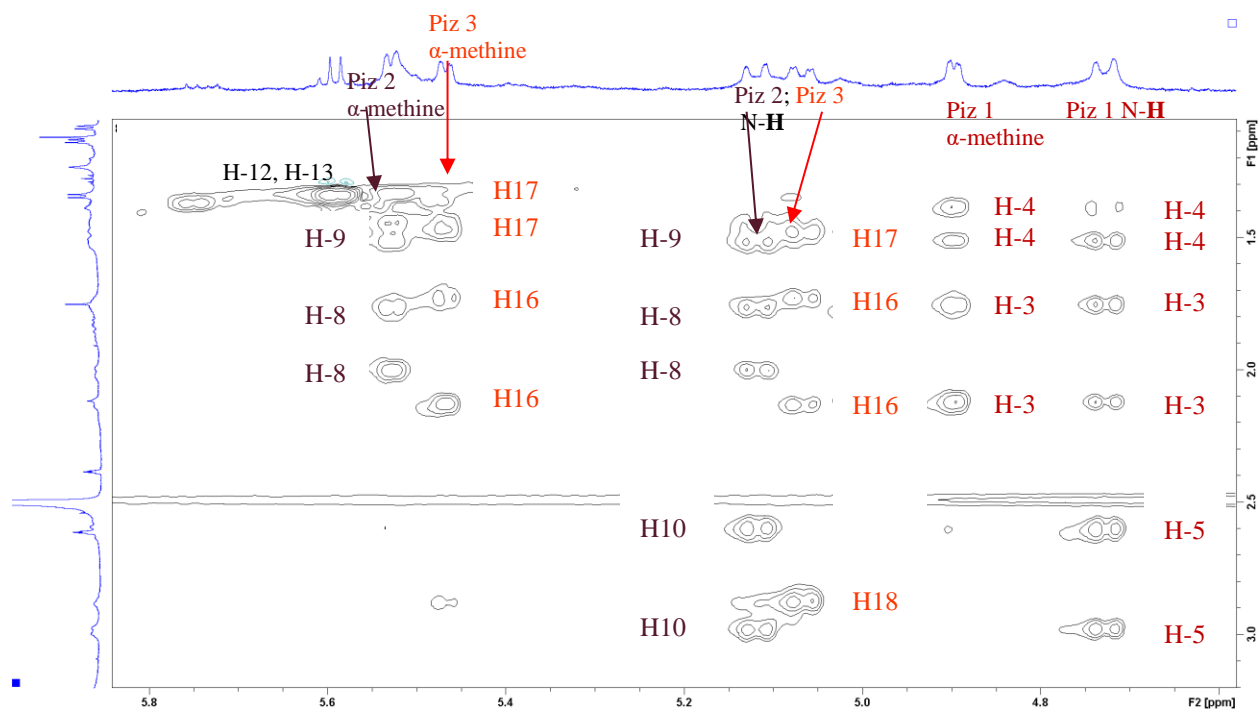 Piz 3
α-methine
Piz 2
α-methine
Piz 2; Piz 3
N-H
Piz 1
α-methine
Piz 1 N-H
H-12, H-13
H17
H-4
H-4
H17
H-9
H-9
H17
H-4
H-4
H16
H-8
H-8
H16
H-3
H-3
H-8
H-8
H16
H16
H-3
H-3
H10
H-5
H18
H10
H-5
F1 [ppm]
1.5
2.0
2.5
3.0
5.8
5.6
5.4
5.2
5.0
4.8
F2 [ppm]